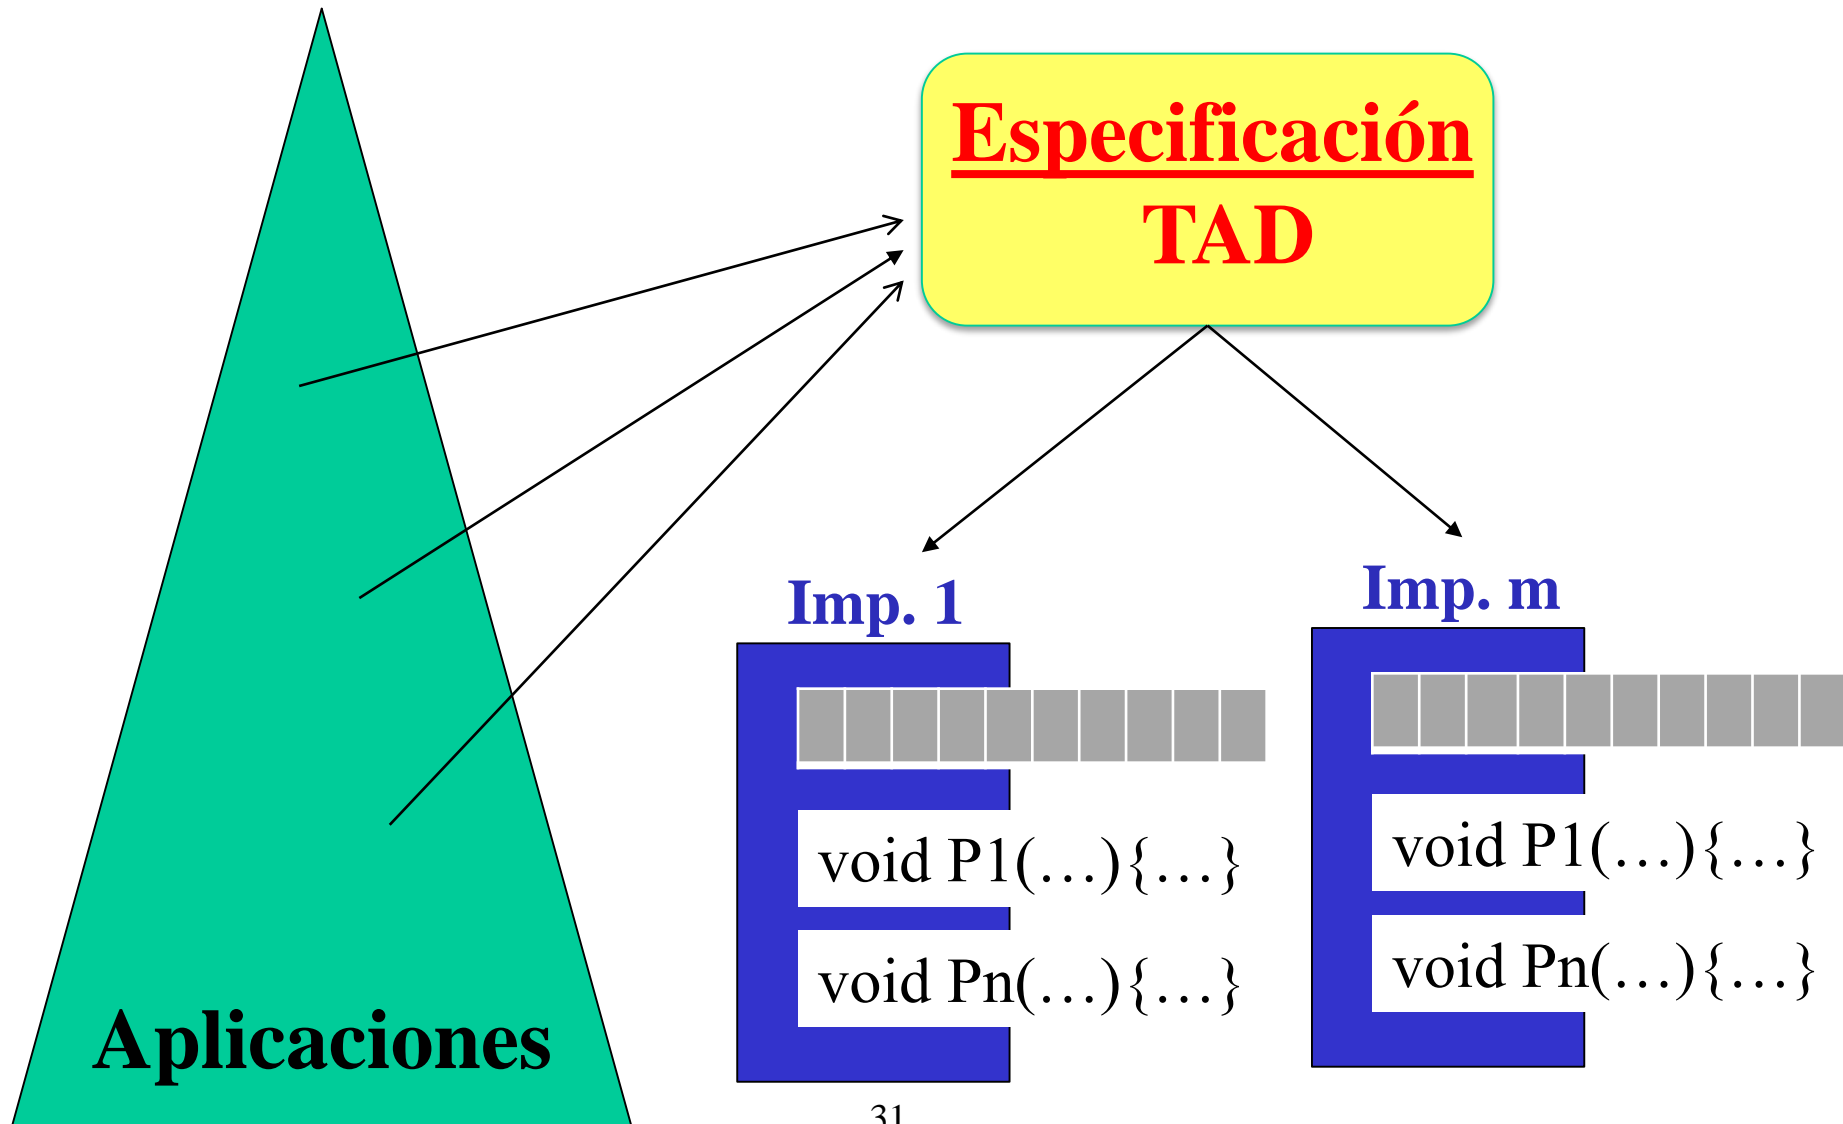 Especificación
TAD
Imp. 1
Imp. m
void P1(…){…}
void P1(…){…}
void Pn(…){…}
void Pn(…){…}
Aplicaciones
31